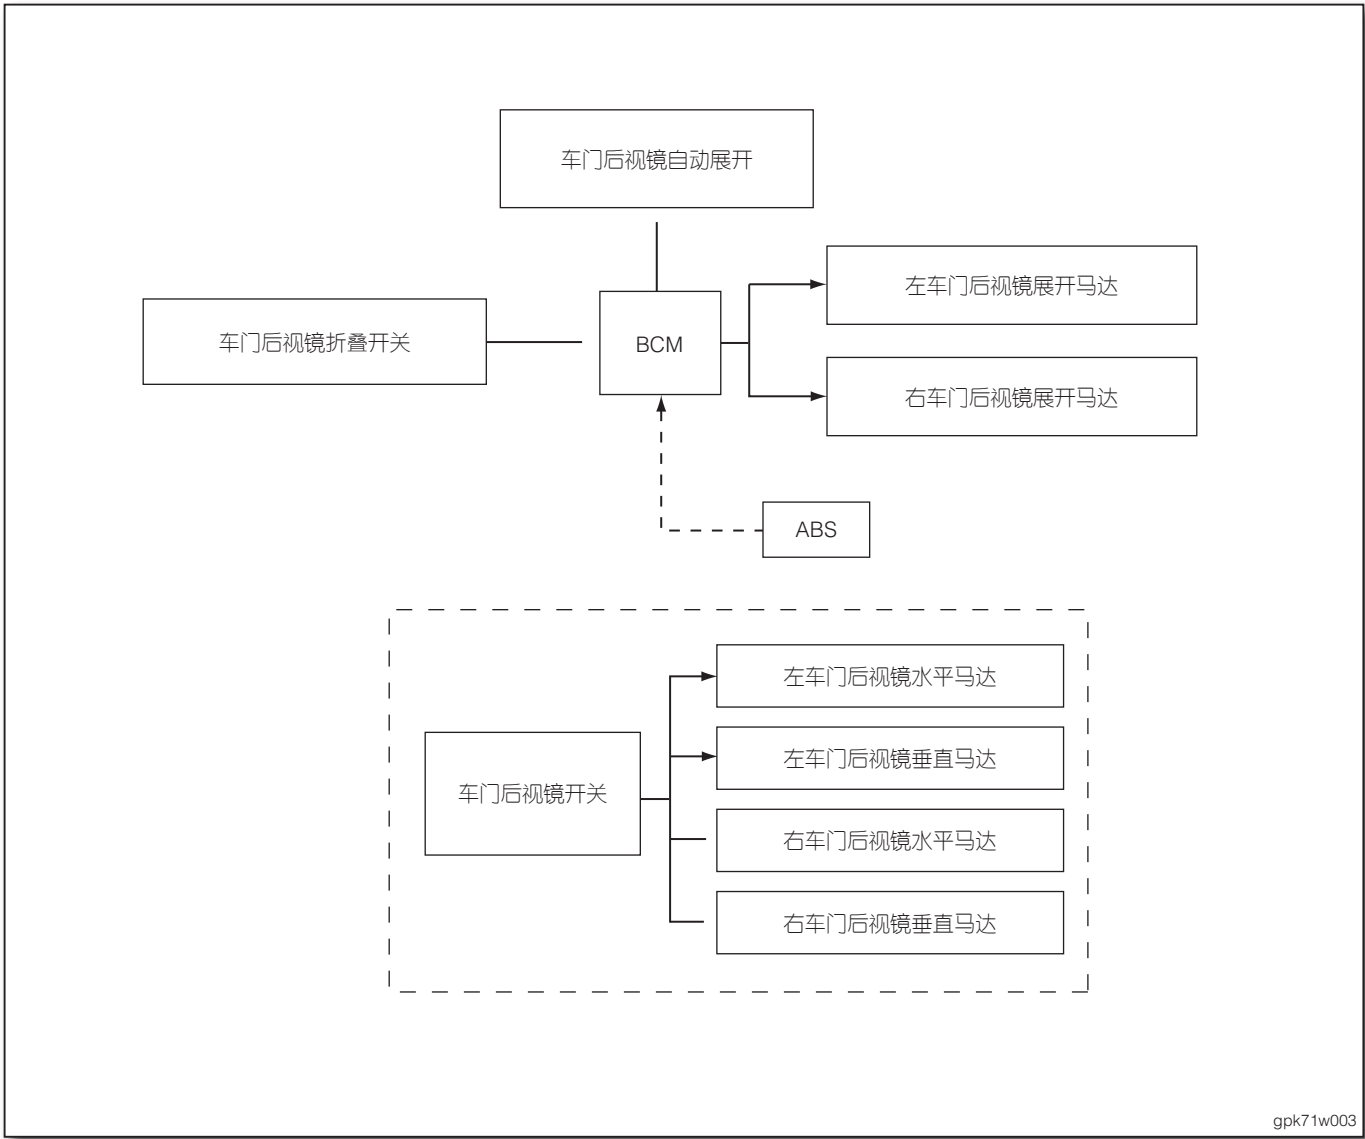 车门后视镜自动展开
左车门后视镜展开马达
车门后视镜折叠开关
BCM
右车门后视镜展开马达
ABS
左车门后视镜水平马达
左车门后视镜垂直马达
车门后视镜开关
右车门后视镜水平马达
右车门后视镜垂直马达
gpk71w003